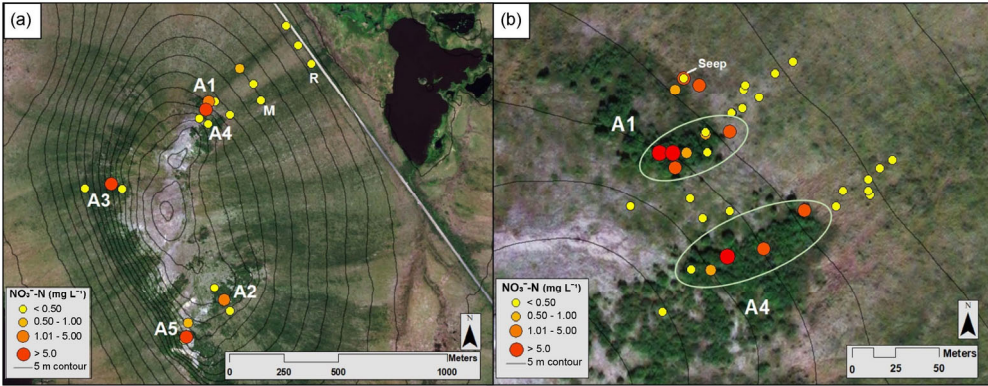 (a)
A1
A4
M
R
A3
A2
A5
NO₃⁻-N (mg L⁻¹)
< 0.50
0.50 - 1.00
1.01 - 5.00
> 5.0
5 m contour
N
Meters
0 250 500 1000
(b)
Seep
A1
A4
NO₃⁻-N (mg L⁻¹)
< 0.50
0.50 - 1.00
1.01 - 5.00
> 5.0
5 m contour
N
Meters
0 25 50